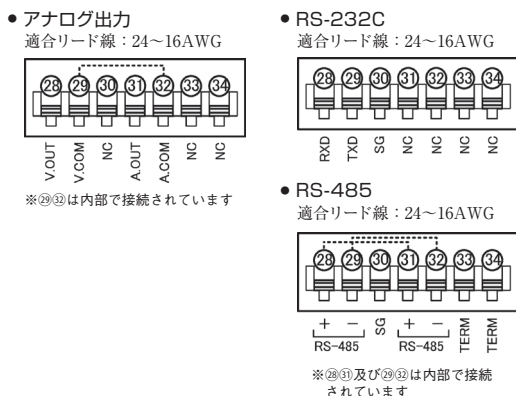 ● アナログ出力
適合リード線：24〜16AWG
㉘ ㉙ ㉚ ㉛ ㉜ ㉝ ㉞
V.OUT V.COM NC A.OUT A.COM NC NC
※㉙㉜は内部で接続されています
● RS-232C
適合リード線：24〜16AWG
㉘ ㉙ ㉚ ㉛ ㉜ ㉝ ㉞
RXD TXD SG NC NC NC NC
● RS-485
適合リード線：24〜16AWG
㉘ ㉙ ㉚ ㉛ ㉜ ㉝ ㉞
+ − SG + − TERM TERM
RS-485 RS-485
※㉘㉛及び㉙㉜は内部で接続
されています